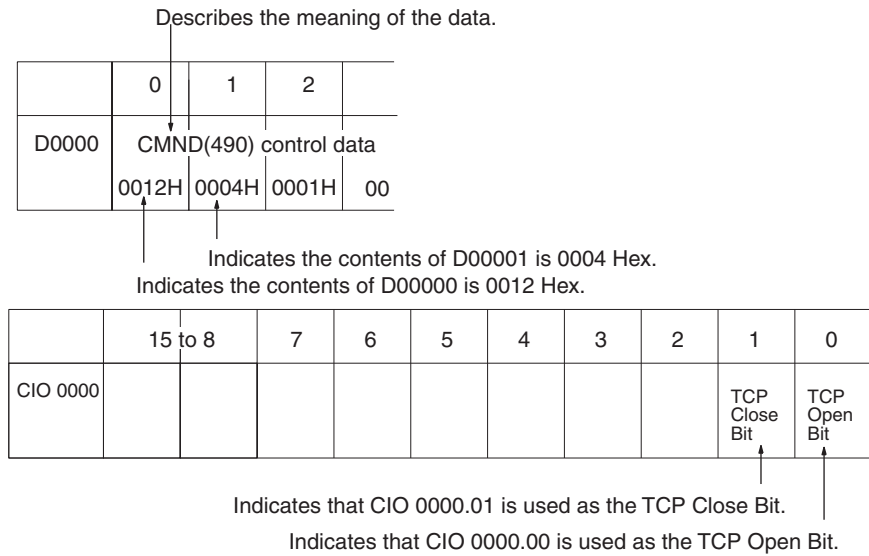 Describes the meaning of the data.
0 1 2
D0000 CMND(490) control data
0012H 0004H 0001H 00
Indicates the contents of D00001 is 0004 Hex.
Indicates the contents of D00000 is 0012 Hex.
15 to 8 7 6 5 4 3 2 1 0
CIO 0000
TCP Close Bit
TCP Open Bit
Indicates that CIO 0000.01 is used as the TCP Close Bit.
Indicates that CIO 0000.00 is used as the TCP Open Bit.